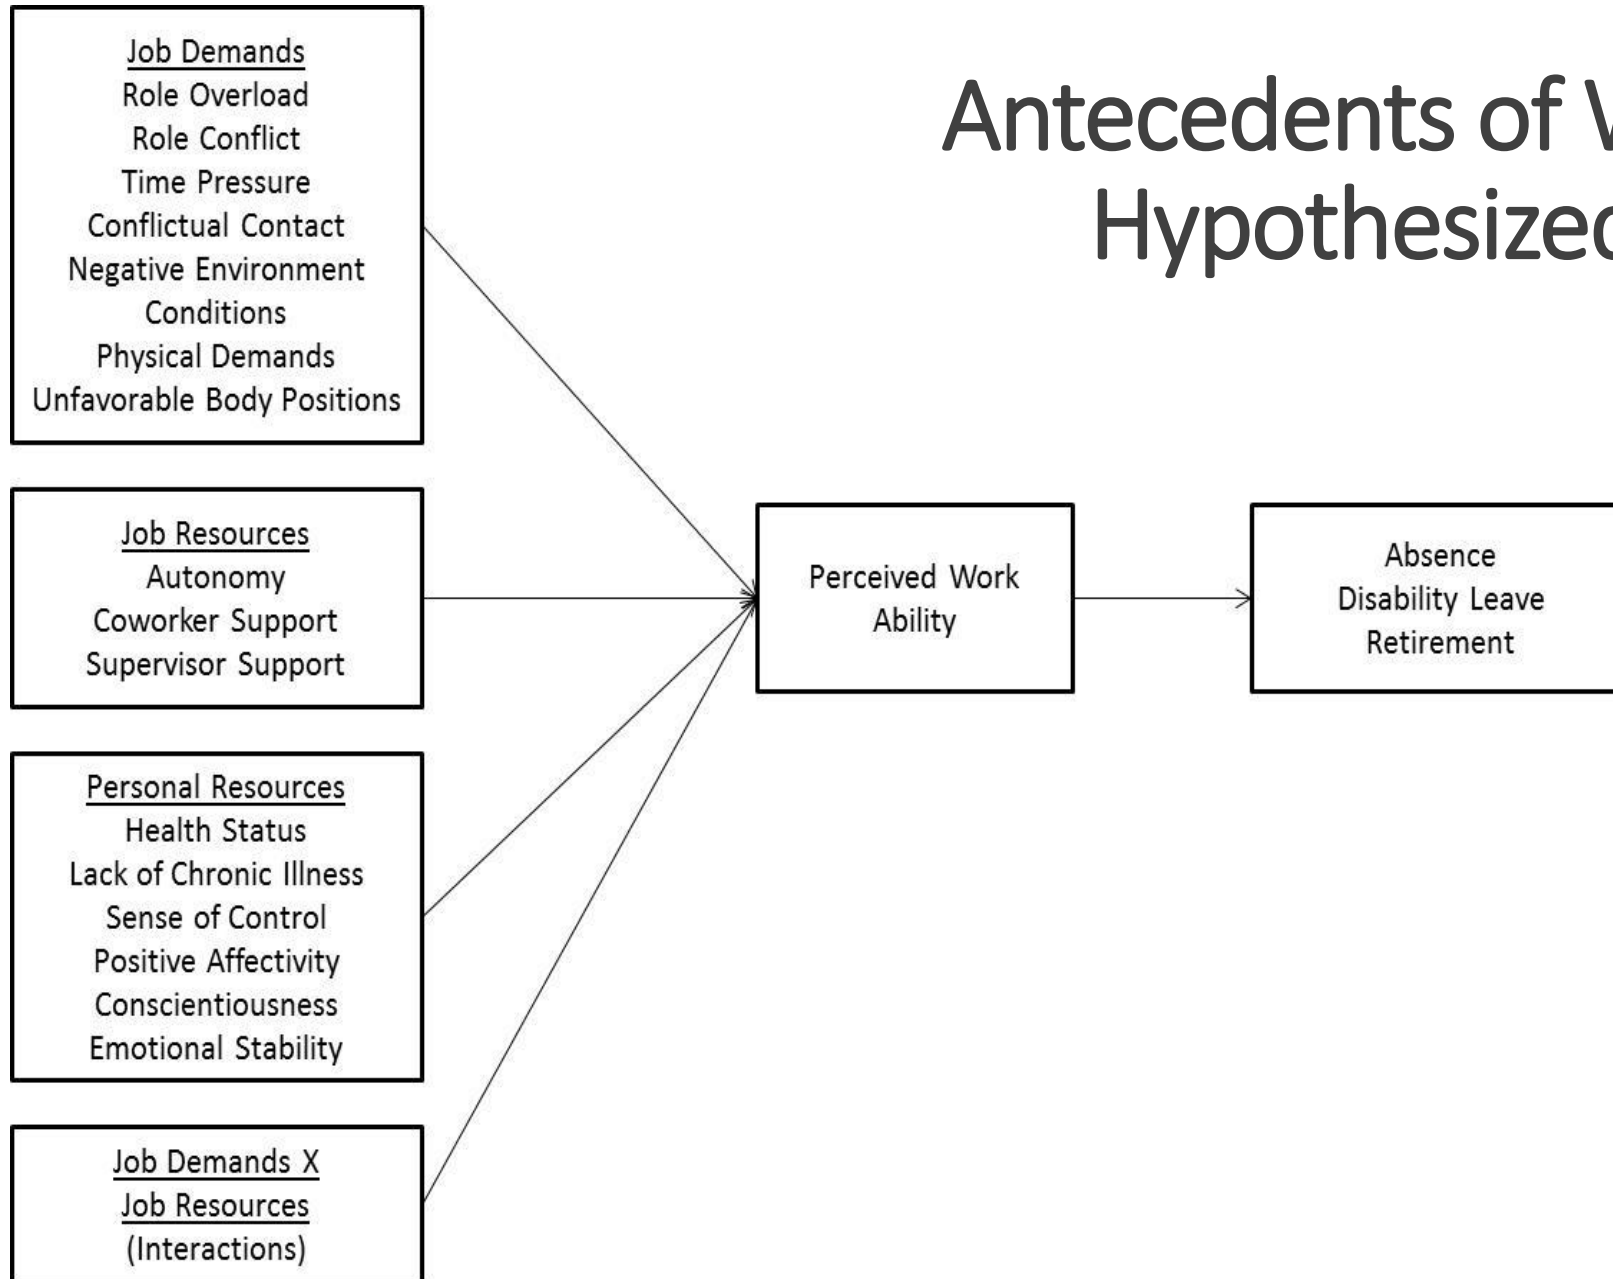 Antecedents of
Hypothesized
Job Demands
Role Overload
Role Conflict
Time Pressure
Conflictual Contact
Negative Environment
Conditions
Physical Demands
Unfavorable Body Positions
Job Resources
Autonomy
Coworker Support
Supervisor Support
Personal Resources
Health Status
Lack of Chronic Illness
Sense of Control
Positive Affectivity
Conscientiousness
Emotional Stability
Job Demands X
Job Resources
(Interactions)
Perceived Work
Ability
Absence
Disability Leave
Retirement